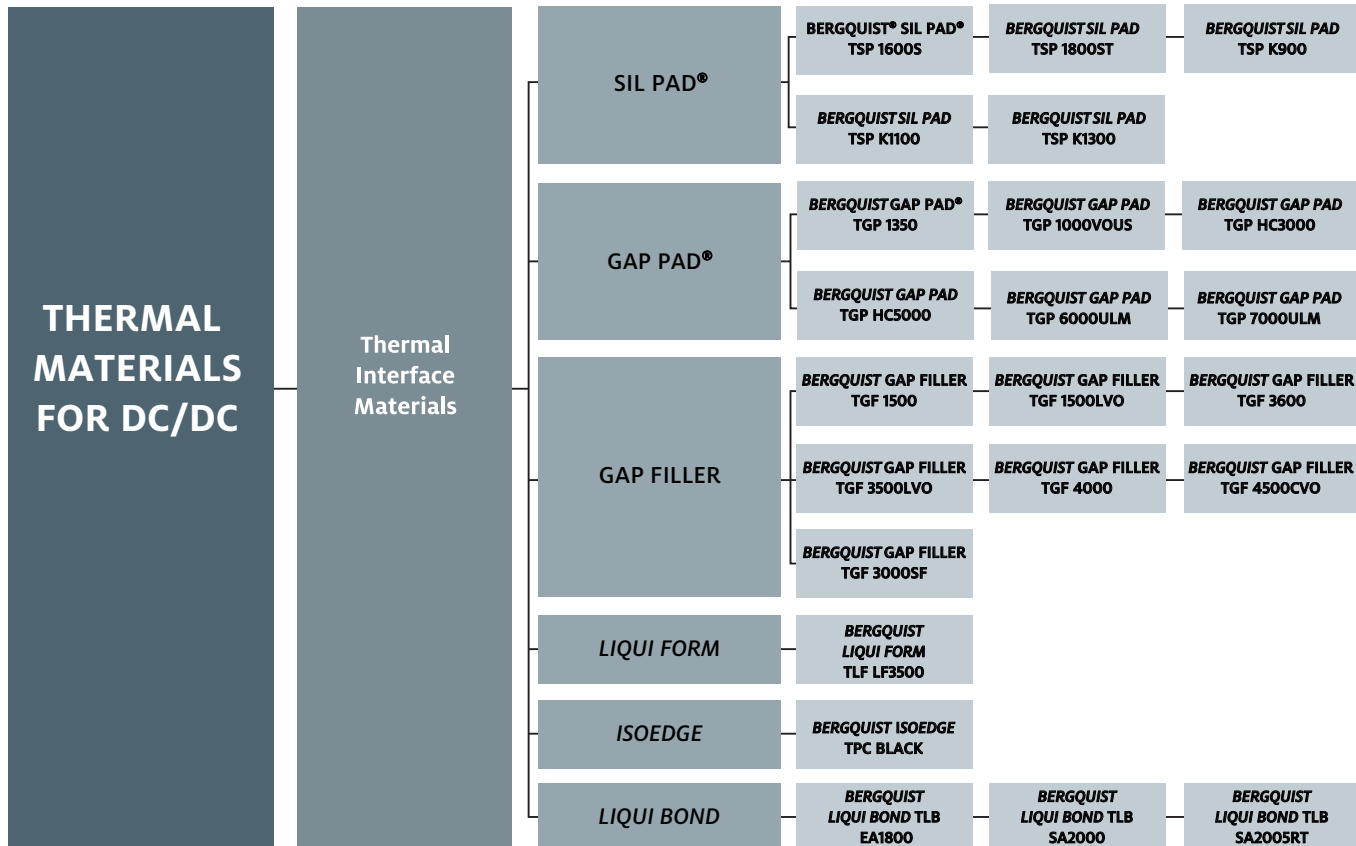 THERMAL
MATERIALS
FOR DC/DC
Thermal
Interface
Materials
SIL PAD®
BERGQUIST® SIL PAD®
TSP 1600S
BERGQUIST SIL PAD
TSP 1800ST
BERGQUIST SIL PAD
TSP K900
BERGQUIST SIL PAD
TSP K1100
BERGQUIST SIL PAD
TSP K1300
GAP PAD®
BERGQUIST GAP PAD®
TGP 1350
BERGQUIST GAP PAD
TGP 1000VOUS
BERGQUIST GAP PAD
TGP HC3000
BERGQUIST GAP PAD
TGP HC5000
BERGQUIST GAP PAD
TGP 6000ULM
BERGQUIST GAP PAD
TGP 7000ULM
GAP FILLER
BERGQUIST GAP FILLER
TGF 1500
BERGQUIST GAP FILLER
TGF 1500LVO
BERGQUIST GAP FILLER
TGF 3600
BERGQUIST GAP FILLER
TGF 3500LVO
BERGQUIST GAP FILLER
TGF 4000
BERGQUIST GAP FILLER
TGF 4500CVO
BERGQUIST GAP FILLER
TGF 3000SF
LIQUI FORM
BERGQUIST
LIQUI FORM
TLF LF3500
ISOEDGE
BERGQUIST ISOEDGE
TPC BLACK
LIQUI BOND
BERGQUIST
LIQUI BOND TLB
EA1800
BERGQUIST
LIQUI BOND TLB
SA2000
BERGQUIST
LIQUI BOND TLB
SA2005RT